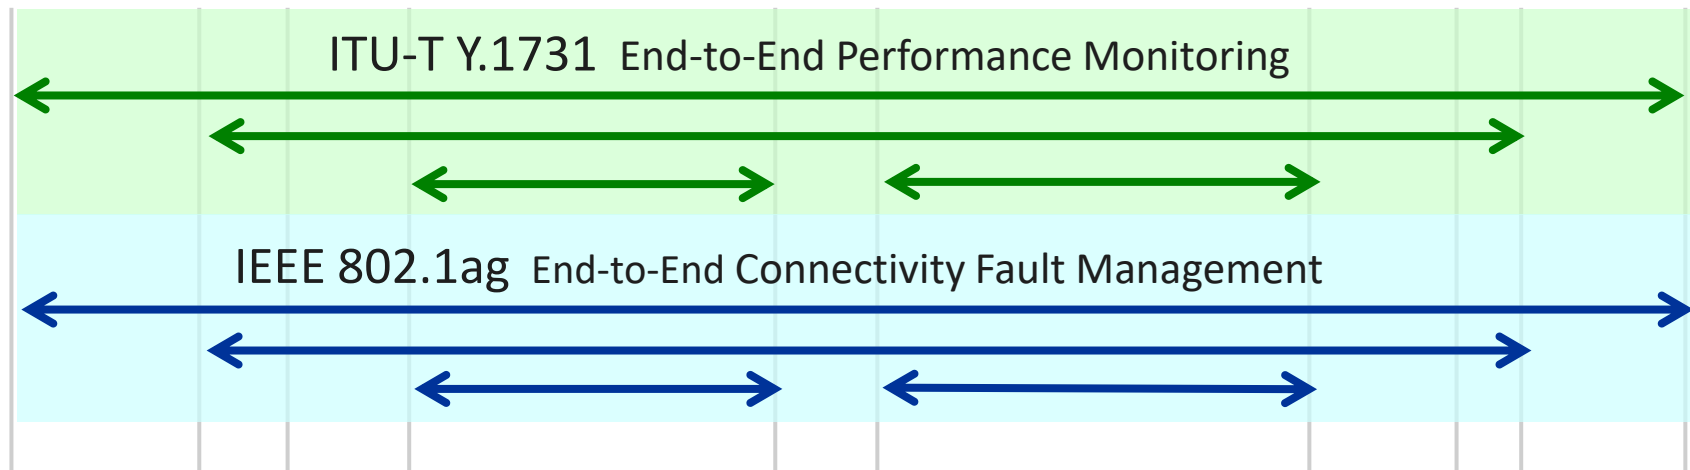 ITU-T Y.1731 End-to-End Performance Monitoring
IEEE 802.1ag End-to-End Connectivity Fault Management